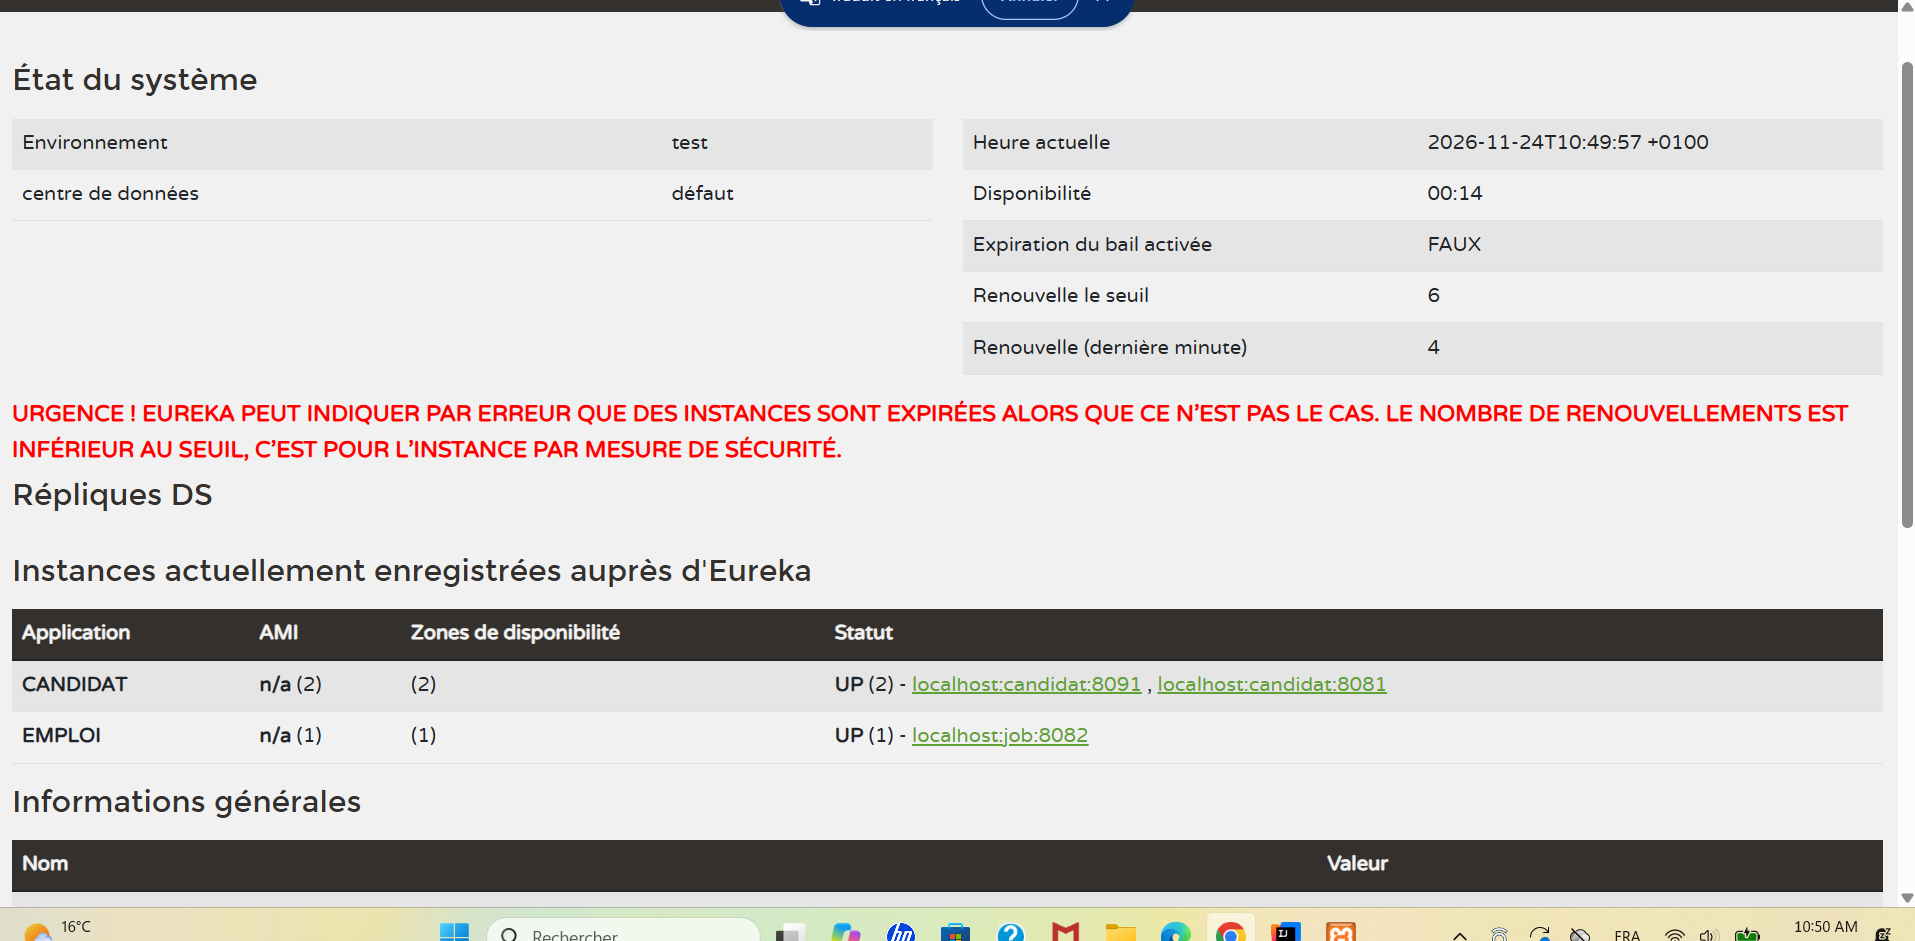 État du système
Environnement test
centre de données défaut
Heure actuelle 2026-11-24T10:49:57 +0100
Disponibilité 00:14
Expiration du bail activée FAUX
Renouvelle le seuil 6
Renouvelle (dernière minute) 4
URGENCE ! EUREKA PEUT INDIQUER PAR ERREUR QUE DES INSTANCES SONT EXPIRÉES ALORS QUE CE N’EST PAS LE CAS. LE NOMBRE DE RENOUVELLEMENTS EST
INFÉRIEUR AU SEUIL, C’EST POUR L’INSTANCE PAR MESURE DE SÉCURITÉ.
Répliques DS
Instances actuellement enregistrées auprès d'Eureka
Application AMI Zones de disponibilité Statut
CANDIDAT n/a (2) (2) UP (2) - localhost:candidat:8091 , localhost:candidat:8081
EMPLOI n/a (1) (1) UP (1) - localhost:job:8082
Informations générales
Nom Valeur
16°C
Rechercher
FRA
10:50 AM